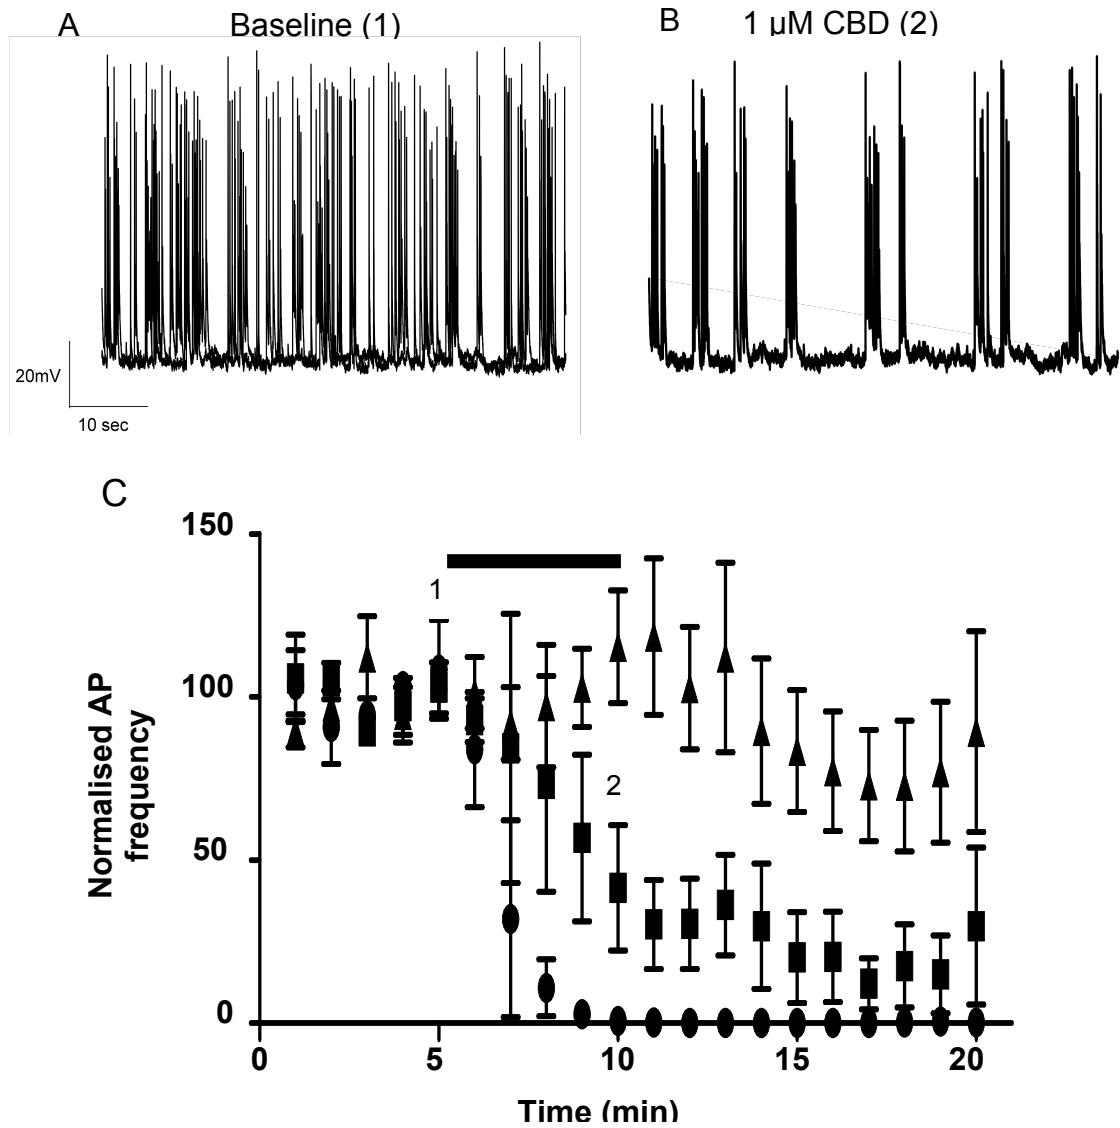 A
Baseline (1)
B
1 µM CBD (2)
20mV
10 sec
C
Normalised AP
frequency
150
100
50
0
1
2
0
5
10
15
20
Time (min)